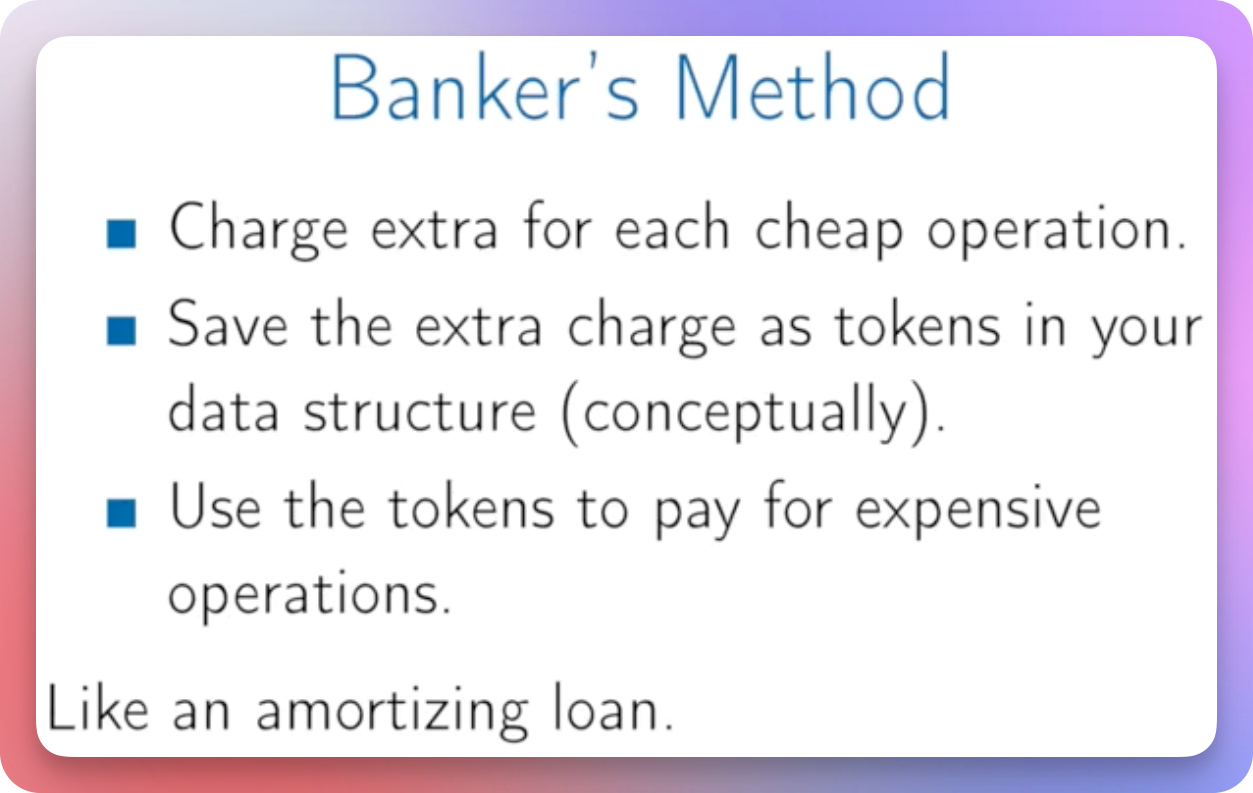 Banker's Method
Charge extra for each cheap operation.
Save the extra charge as tokens in your
data structure (conceptually).
Use the tokens to pay for expensive
operations.
Like an amortizing loan.